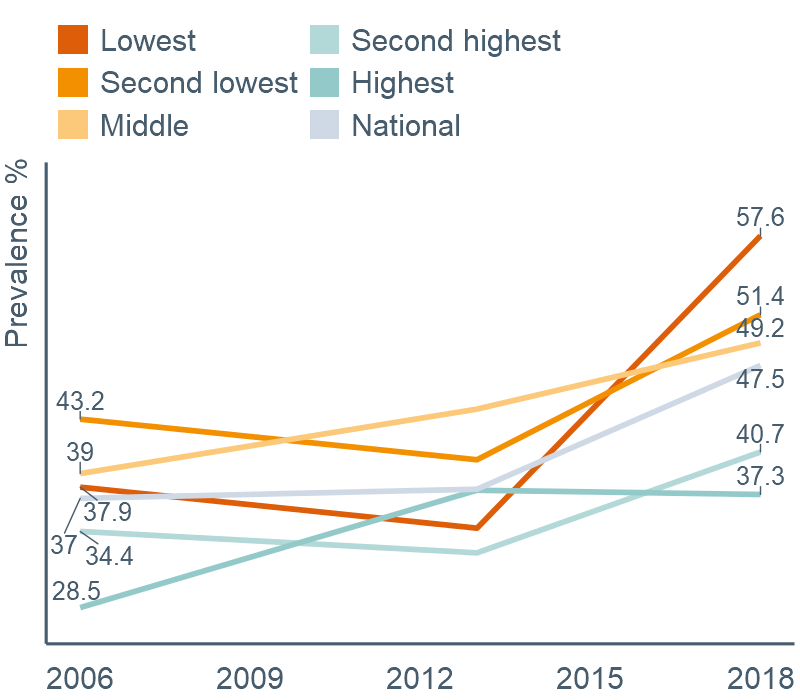 Lowest
Second highest
Second lowest
Highest
Middle
National
Prevalence %
57.6
51.4
49.2
47.5
43.2
40.7
39
37.3
37.9
37
34.4
28.5
2006
2009
2012
2015
2018